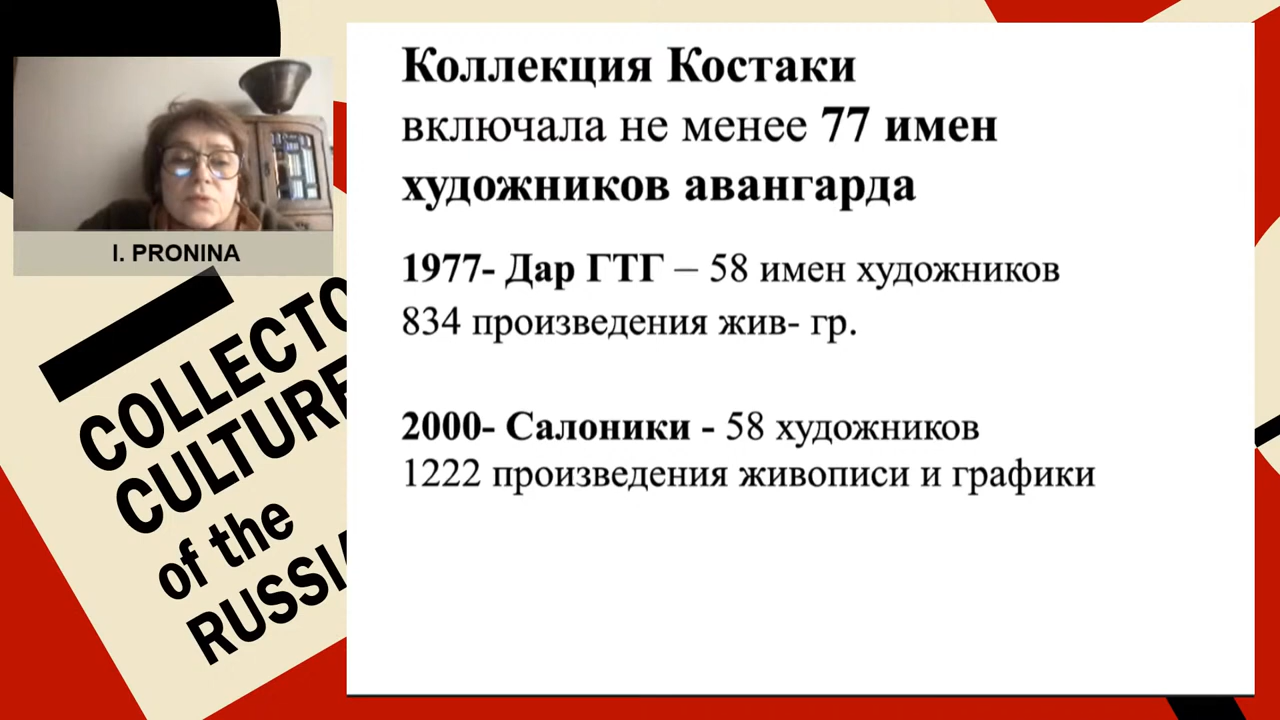 Коллекция Костаки
включала не менее 77 имен
художников авангарда
1977- Дар ГТГ – 58 имен художников
834 произведения жив- гр.
2000- Салоники - 58 художников
1222 произведения живописи и графики
I. PRONINA
COLLECTO
CULTURE
of the
RUSSIA